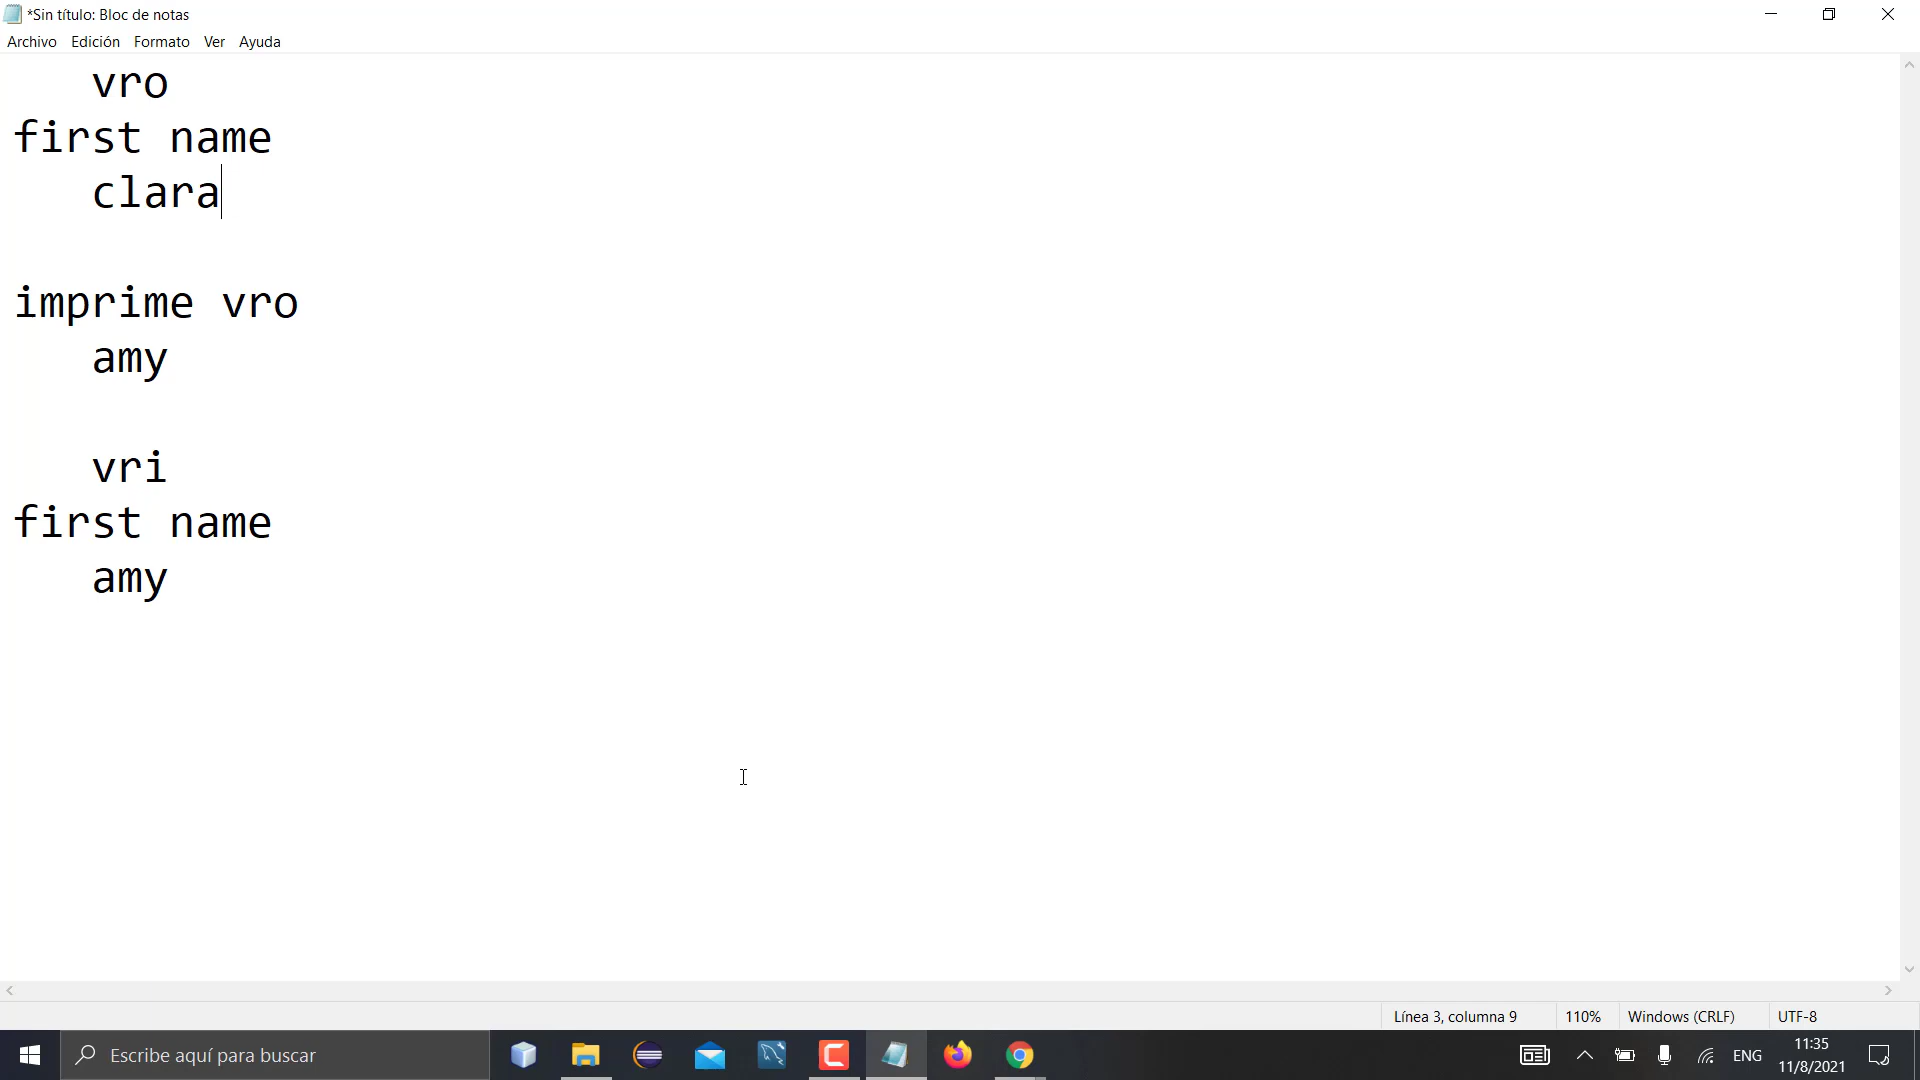 *Sin título: Bloc de notas
Archivo Edición Formato Ver Ayuda
vro
first name
clara
imprime vro
amy
vri
first name
amy
Línea 3, columna 9 110% Windows (CRLF) UTF-8
Escribe aquí para buscar
ENG
11:35
11/8/2021